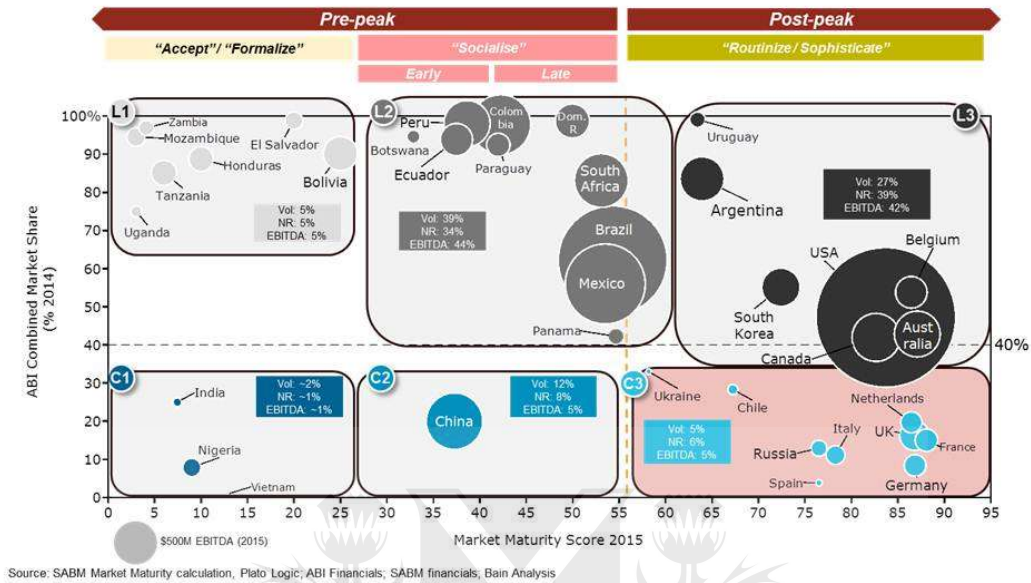 Pre-peak
Post-peak
“Accept”/ “Formalize”
“Socialise”
“Routinize/ Sophisticate”
Early
Late
ABI Combined Market Share
(% 2014)
100%
90
80
70
60
50
40
30
20
10
0
L1
Zambia
Mozambique
El Salvador
Honduras
Tanzania
Bolivia
Uganda
Vol: 5%
NR: 5%
EBITDA: 5%
L2
Peru
Colom
bia
Dom.
R
Botswana
Ecuador
Paraguay
South
Africa
Vol: 39%
NR: 34%
EBITDA: 44%
Brazil
Mexico
Panama
L3
Uruguay
Argentina
Vol: 27%
NR: 39%
EBITDA: 42%
Belgium
USA
South
Korea
Aust
ralia
Canada
40%
C1
India
Vol: ~2%
NR: ~1%
EBITDA: ~1%
Nigeria
Vietnam
C2
China
Vol: 12%
NR: 8%
EBITDA: 5%
C3
Ukraine
Chile
Netherlands
Vol: 5%
NR: 6%
EBITDA: 5%
UK
Italy
France
Russia
Spain
Germany
0 5 10 15 20 25 30 35 40 45 50 55 60 65 70 75 80 85 90 95
Market Maturity Score 2015
$500M EBITDA (2015)
Source: SABM Market Maturity calculation, Plato Logic; ABI Financials; SABM financials; Bain Analysis